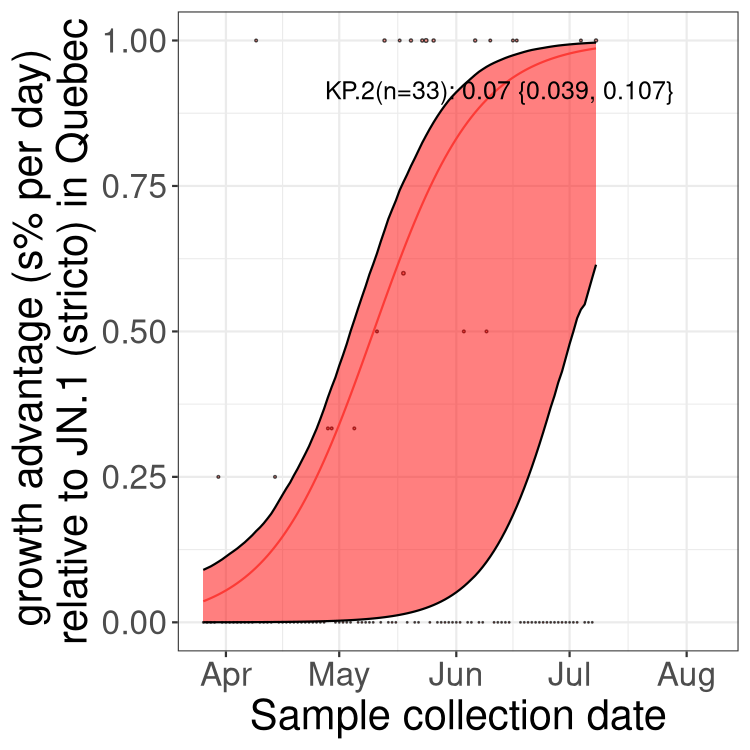 growth advantage (s% per day)
relative to JN.1 (stricto) in Quebec
1.00
0.75
0.50
0.25
0.00
KP.2(n=33): 0.07 {0.039, 0.107}
Apr May Jun Jul Aug
Sample collection date